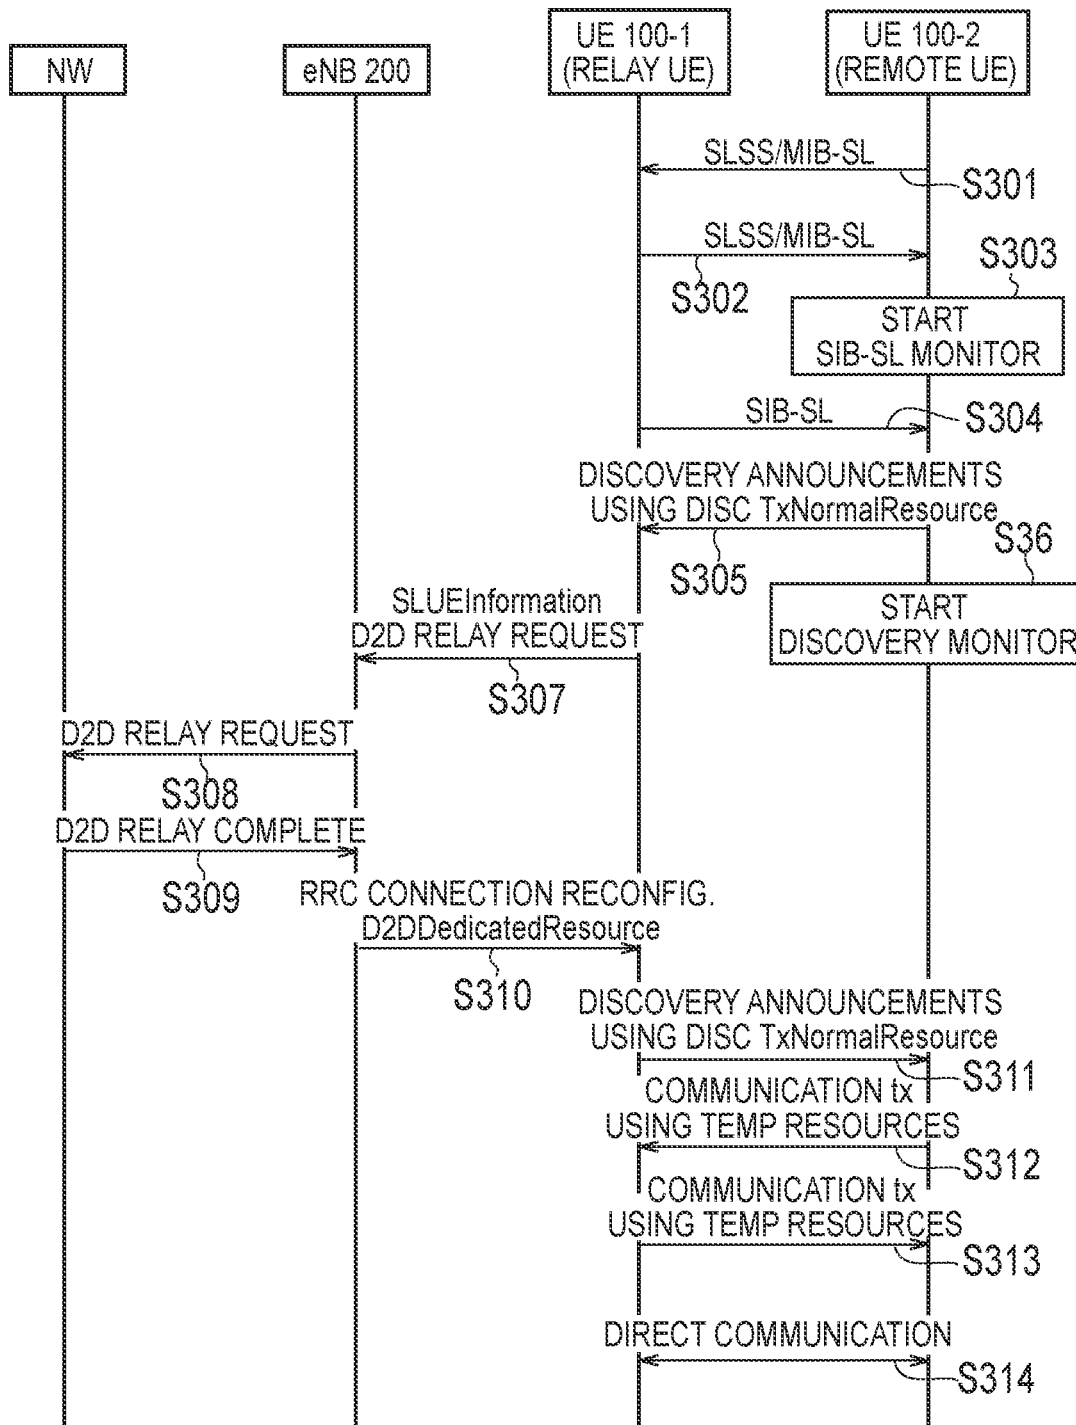 NW
eNB 200
UE 100-1
(RELAY UE)
UE 100-2
(REMOTE UE)
SLSS/MIB-SL
S301
SLSS/MIB-SL
S302
S303
START
SIB-SL MONITOR
SIB-SL
S304
DISCOVERY ANNOUNCEMENTS
USING DISC TxNormalResource
S305
S36
START
DISCOVERY MONITOR
SLUEInformation
D2D RELAY REQUEST
S307
D2D RELAY REQUEST
S308
D2D RELAY COMPLETE
S309
RRC CONNECTION RECONFIG.
D2DDedicatedResource
S310
DISCOVERY ANNOUNCEMENTS
USING DISC TxNormalResource
S311
COMMUNICATION tx
USING TEMP RESOURCES
S312
COMMUNICATION tx
USING TEMP RESOURCES
S313
DIRECT COMMUNICATION
S314